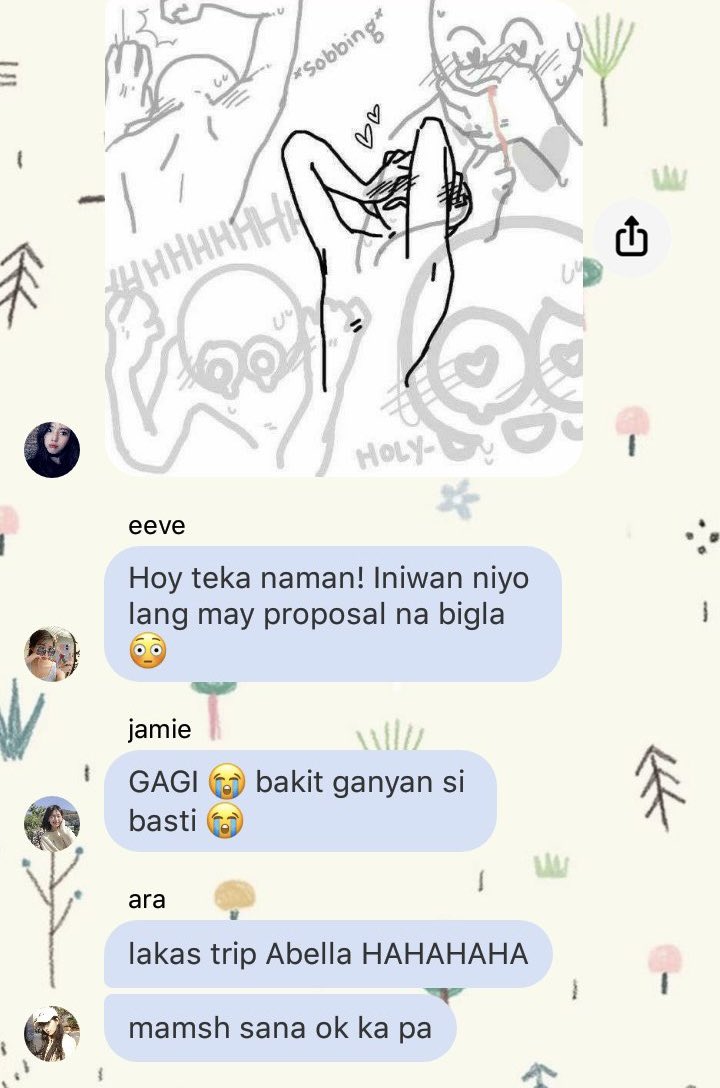 *sobbing*
HHHHHHHHH
HOLY-
eeve
Hoy teka naman! Iniwan niyo
lang may proposal na bigla
😳
jamie
GAGI 😭 bakit ganyan si
basti 😭
ara
lakas trip Abella HAHAHAHA
mamsh sana ok ka pa